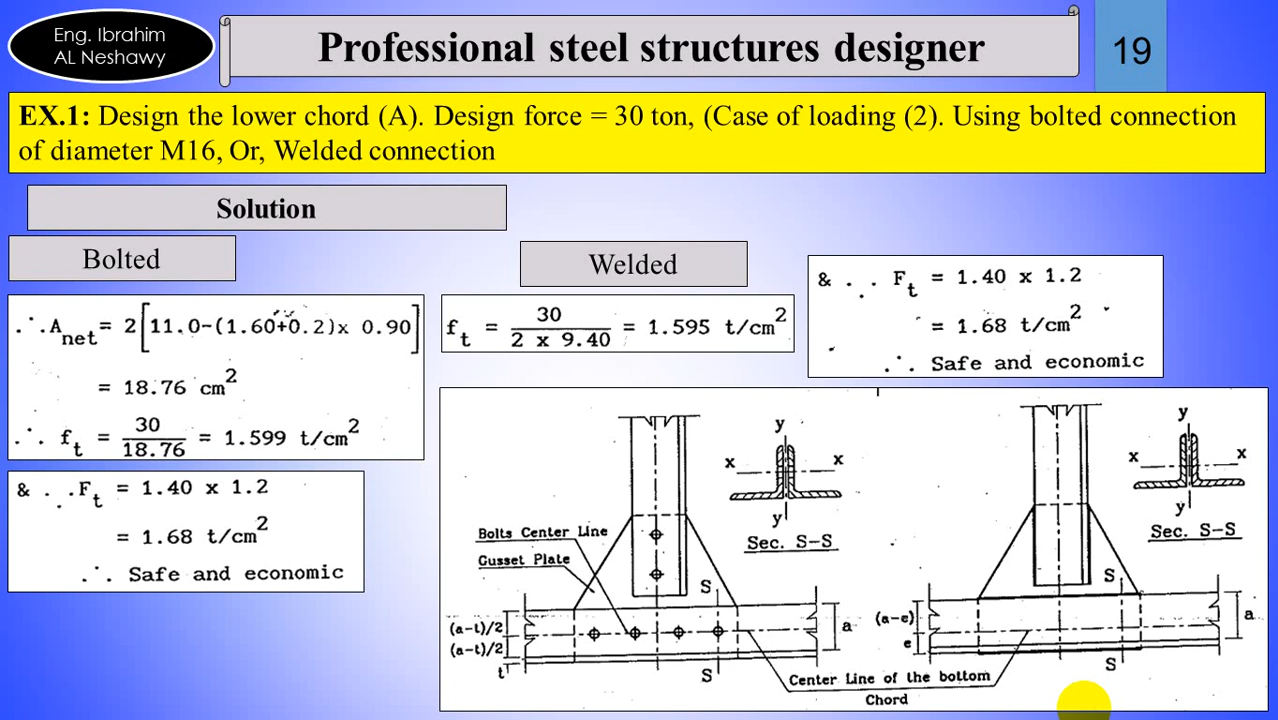 Eng. Ibrahim
AL Neshawy
Professional steel structures designer
19
EX.1: Design the lower chord (A). Design force = 30 ton, (Case of loading (2). Using bolted connection
of diameter M16, Or, Welded connection
Solution
Bolted
∴ A_net = 2[11.0-(1.60+0.2)x 0.90]
= 18.76 cm²
∴ f_t = 30/18.76 = 1.599 t/cm²
& ∵ F_t = 1.40 x 1.2
= 1.68 t/cm²
∴ Safe and economic
Welded
f_t = 30/(2 x 9.40) = 1.595 t/cm²
& ∵ F_t = 1.40 x 1.2
= 1.68 t/cm²
∴ Safe and economic
y
x x
y
Sec. S-S
Bolts Center Line
Gusset Plate
S
(a-t)/2
(a-t)/2
t
a
S
y
x x
y
Sec. S-S
S
(a-e)
e
a
S
Center Line of the bottom
Chord